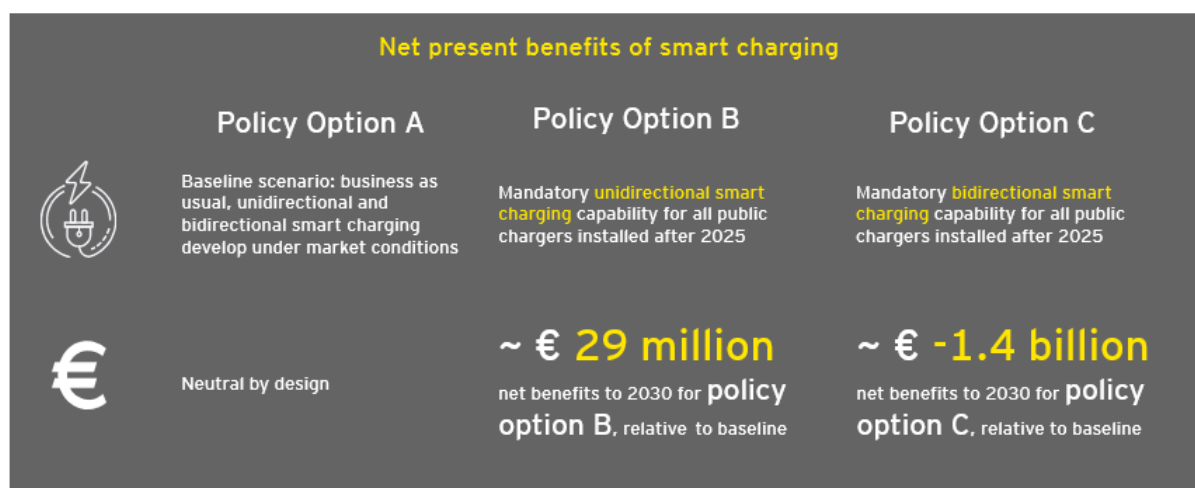 Net present benefits of smart charging
Policy Option A
Baseline scenario: business as
usual, unidirectional and
bidirectional smart charging
develop under market conditions
Neutral by design
Policy Option B
Mandatory unidirectional smart
charging capability for all public
chargers installed after 2025
~ € 29 million
net benefits to 2030 for policy
option B, relative to baseline
Policy Option C
Mandatory bidirectional smart
charging capability for all public
chargers installed after 2025
~ € -1.4 billion
net benefits to 2030 for policy
option C, relative to baseline
€